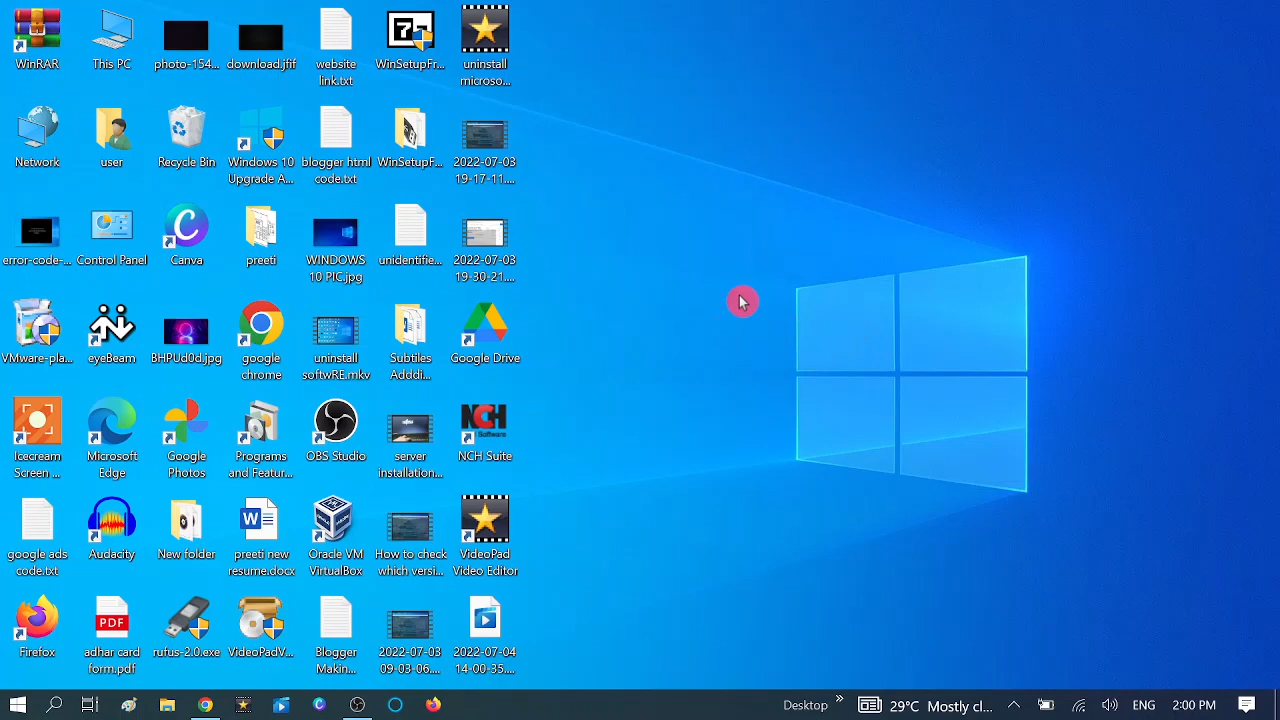 WinRAR
This PC
photo-154...
download.jfif
website
link.txt
WinSetupFr...
uninstall
microso...
Network
user
Recycle Bin
Windows 10
Upgrade A...
blogger html
code.txt
WinSetupF...
2022-07-03
19-17-11....
error-code-...
Control Panel
Canva
preeti
WINDOWS
10 PIC.jpg
unidentifie...
2022-07-03
19-30-21....
VMware-pla...
eyeBeam
BHPUd0d.jpg
google
chrome
uninstall
softwRE.mkv
Subtiles
Adddi...
Google Drive
Icecream
Screen ...
Microsoft
Edge
Google
Photos
Programs
and Featur...
OBS Studio
server
installation...
NCH
Software
NCH Suite
google ads
code.txt
Audacity
New folder
preeti new
resume.docx
Oracle VM
VirtualBox
How to check
which versi...
VideoPad
Video Editor
Firefox
PDF
adhar card
form.pdf
rufus-2.0.exe
VideoPadV...
Blogger
Makin...
2022-07-03
09-03-06....
2022-07-04
14-00-35....
Desktop
29°C Mostly cl...
ENG
2:00 PM